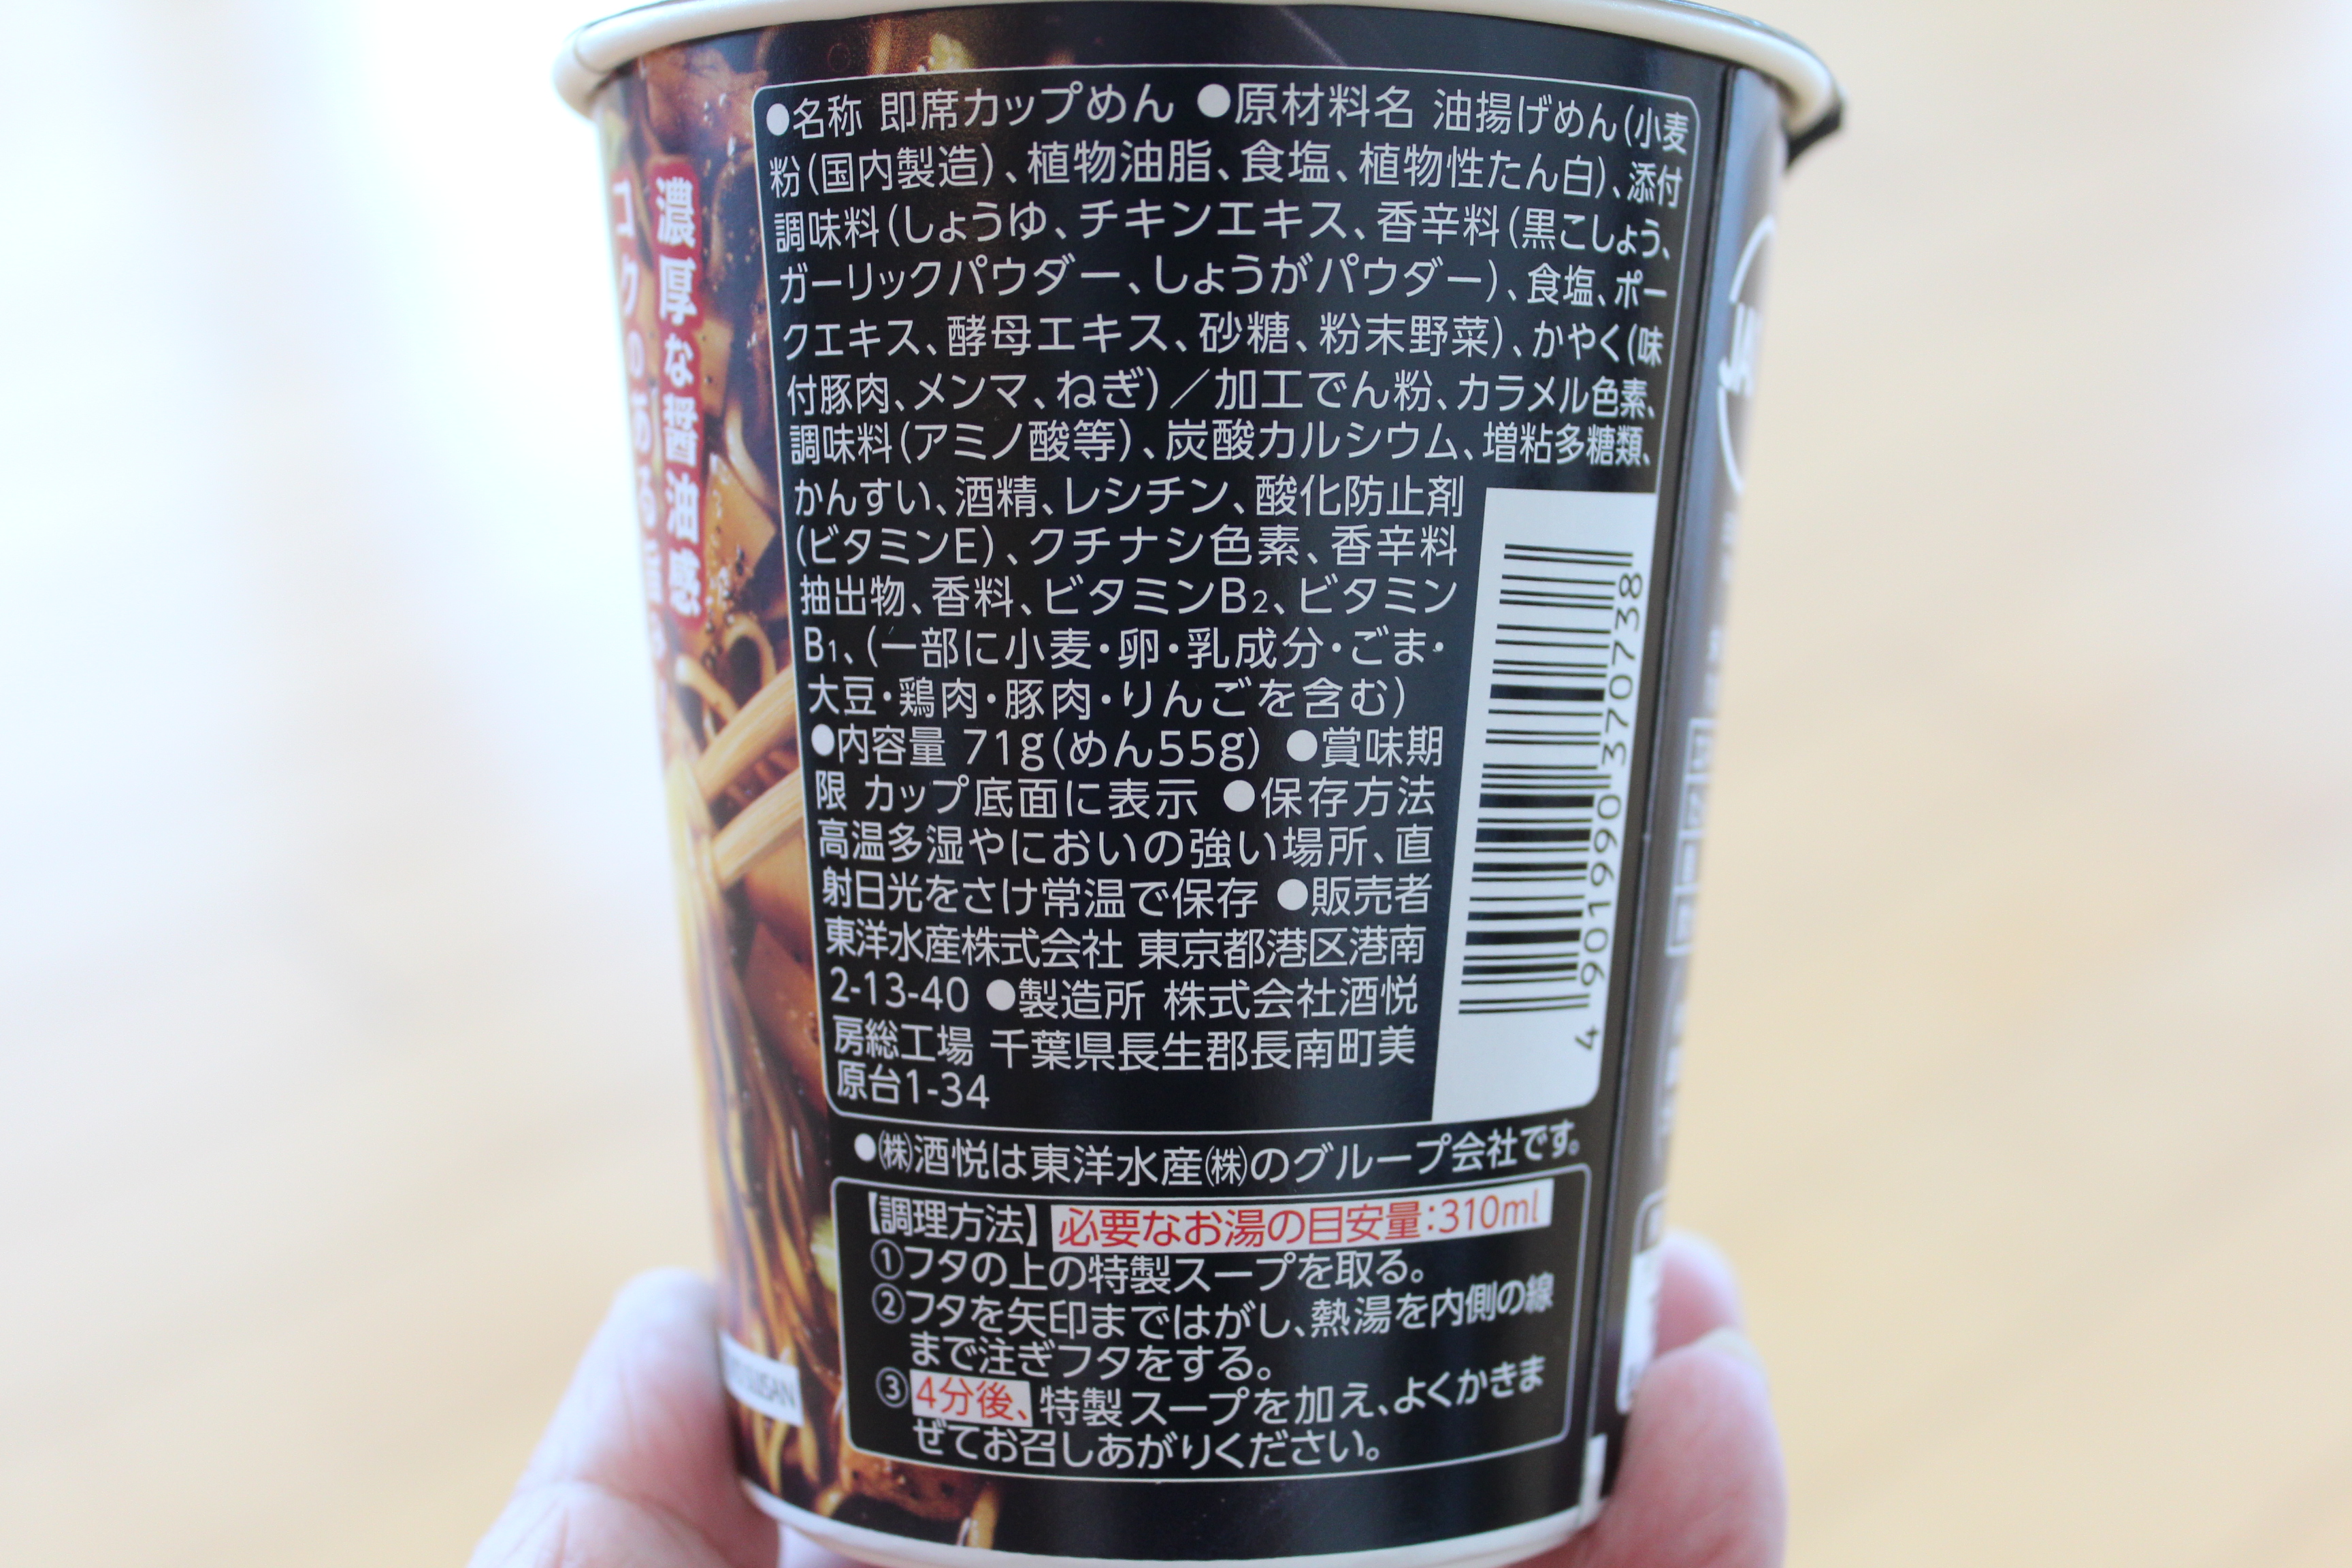 ●名称 即席カップめん ●原材料名 油揚げめん(小麦
粉(国内製造)、植物油脂、食塩、植物性たん白)、添付
調味料(しょうゆ、チキンエキス、香辛料(黒こしょう、
ガーリックパウダー、しょうがパウダー)、食塩、ポー
クエキス、酵母エキス、砂糖、粉末野菜)、かやく(味
付豚肉、メンマ、ねぎ)／加工でん粉、カラメル色素、
調味料(アミノ酸等)、炭酸カルシウム、増粘多糖類、
かんすい、酒精、レシチン、酸化防止剤
(ビタミンE)、クチナシ色素、香辛料
抽出物、香料、ビタミンB2、ビタミン
B1、(一部に小麦・卵・乳成分・ごま・
大豆・鶏肉・豚肉・りんごを含む)
●内容量 71g(めん55g) ●賞味期
限 カップ底面に表示 ●保存方法
高温多湿やにおいの強い場所、直
射日光をさけ常温で保存 ●販売者
東洋水産株式会社 東京都港区港南
2-13-40 ●製造所 株式会社酒悦
房総工場 千葉県長生郡長南町美
原台1-34
4 901990 370738
●㈱酒悦は東洋水産㈱のグループ会社です。
【調理方法】必要なお湯の目安量:310ml
①フタの上の特製スープを取る。
②フタを矢印まではがし、熱湯を内側の線
まで注ぎフタをする。
③4分後、特製スープを加え、よくかきま
ぜてお召しあがりください。
濃厚な醤油感
コクのある